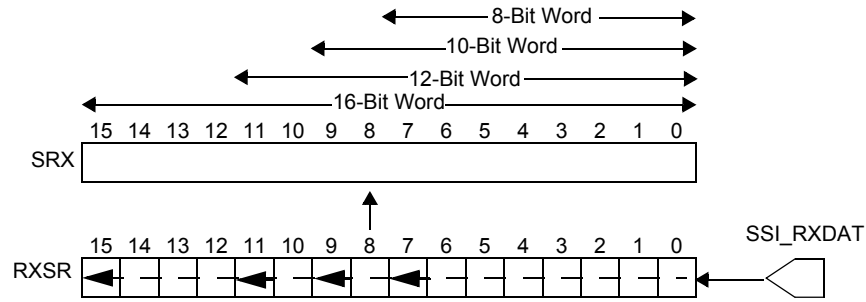 8-Bit Word
10-Bit Word
12-Bit Word
16-Bit Word
15 14 13 12 11 10 9 8 7 6 5 4 3 2 1 0
SRX
15 14 13 12 11 10 9 8 7 6 5 4 3 2 1 0
SSI_RXDAT
RXSR